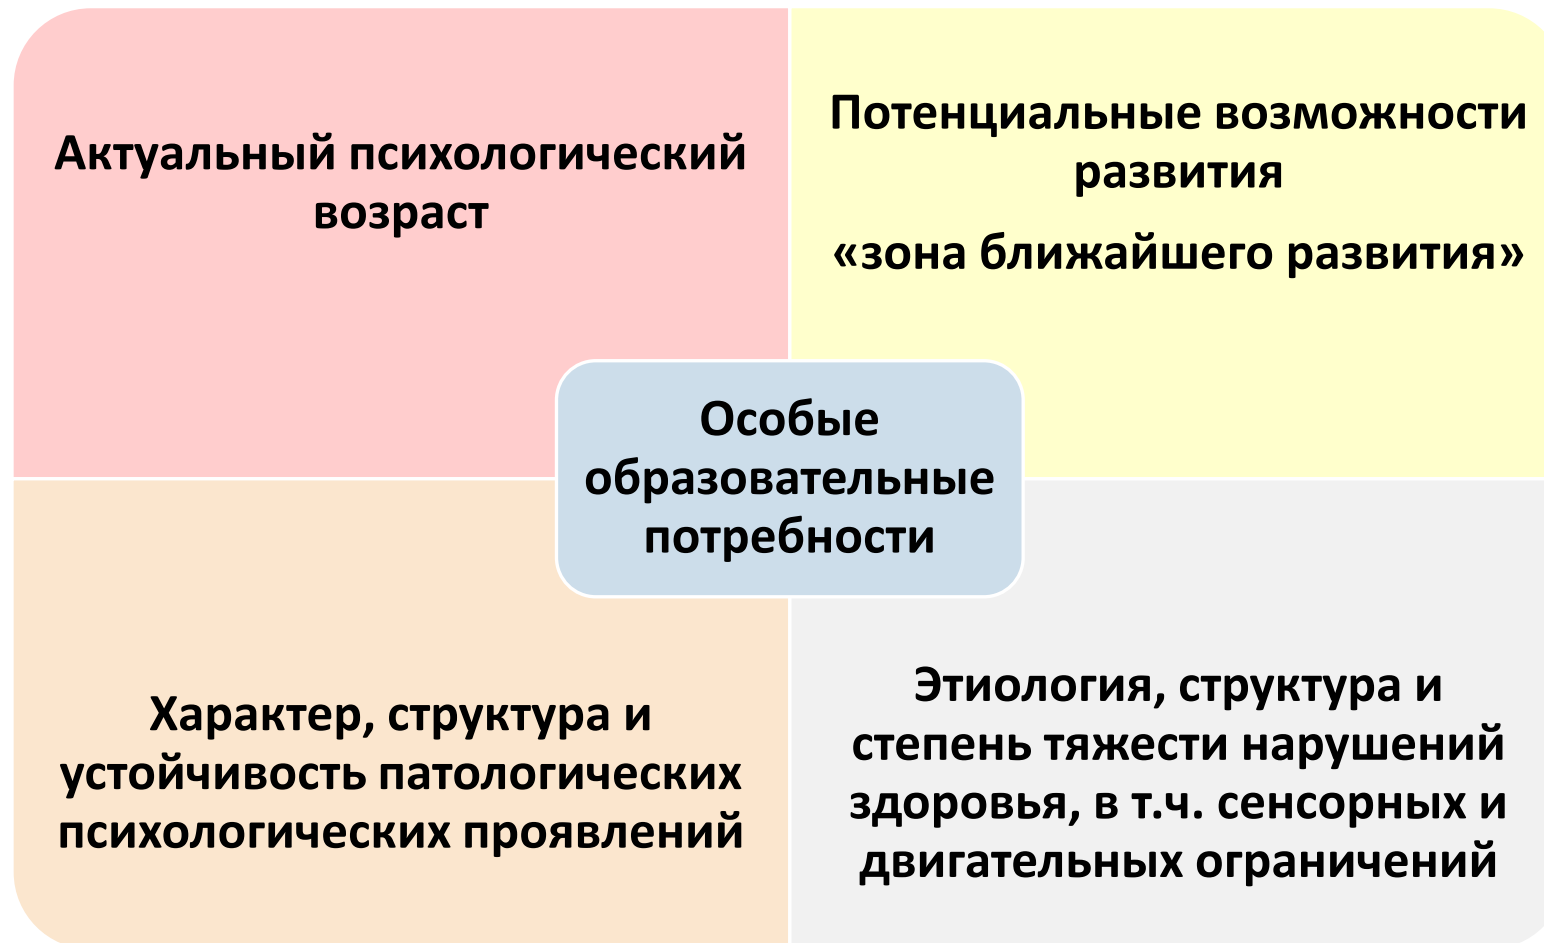 Актуальный психологический
возраст
Потенциальные возможности
развития
«зона ближайшего развития»
Особые
образовательные
потребности
Характер, структура и
устойчивость патологических
психологических проявлений
Этиология, структура и
степень тяжести нарушений
здоровья, в т.ч. сенсорных и
двигательных ограничений